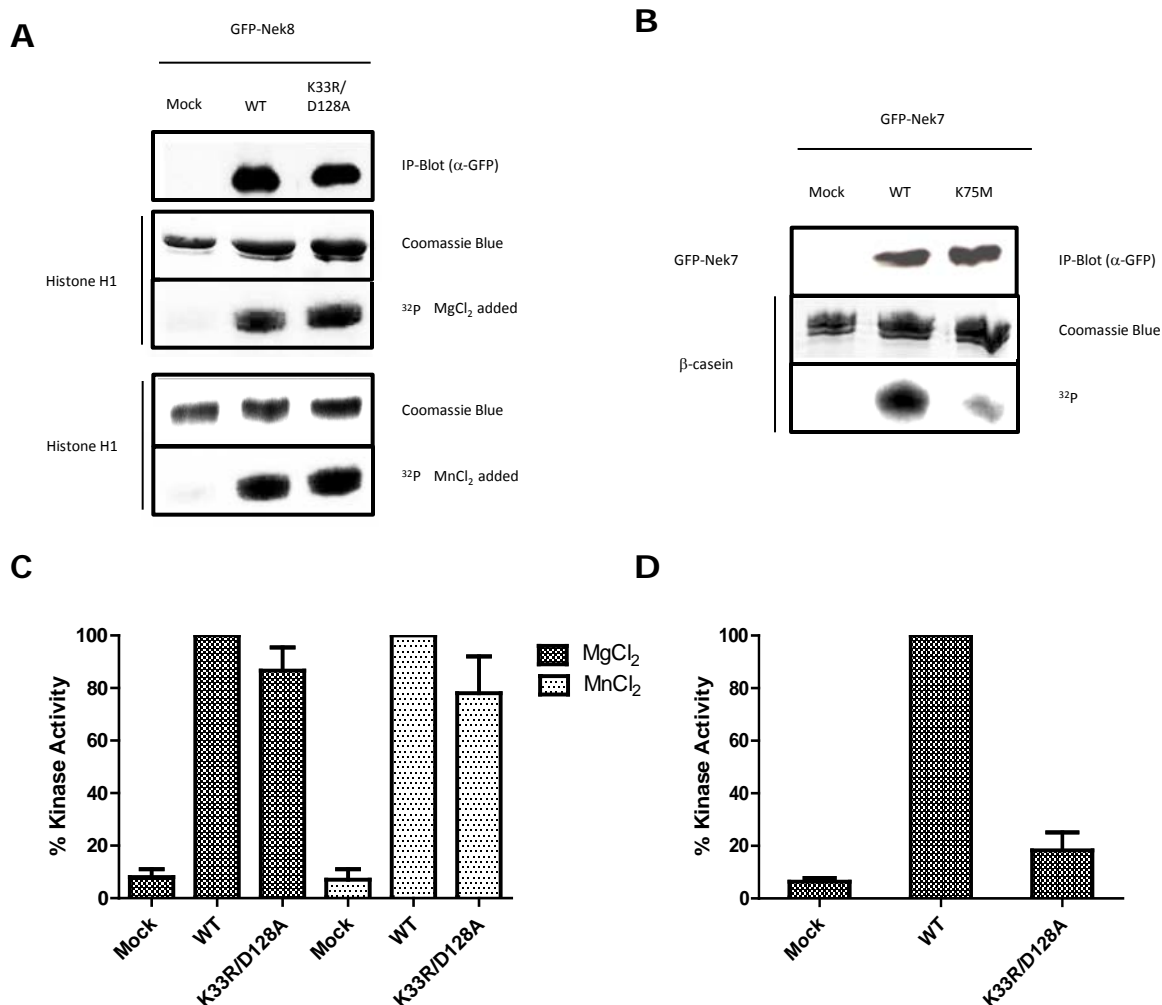 A
GFP-Nek8
Mock
WT
K33R/
D128A
IP-Blot (α-GFP)
Histone H1
Coomassie Blue
³²P MgCl₂ added
Histone H1
Coomassie Blue
³²P MnCl₂ added
B
GFP-Nek7
Mock
WT
K75M
GFP-Nek7
IP-Blot (α-GFP)
β-casein
Coomassie Blue
³²P
C
% Kinase Activity
100
80
60
40
20
0
Mock
WT
K33R/D128A
Mock
WT
K33R/D128A
MgCl₂
MnCl₂
D
% Kinase Activity
100
80
60
40
20
0
Mock
WT
K33R/D128A